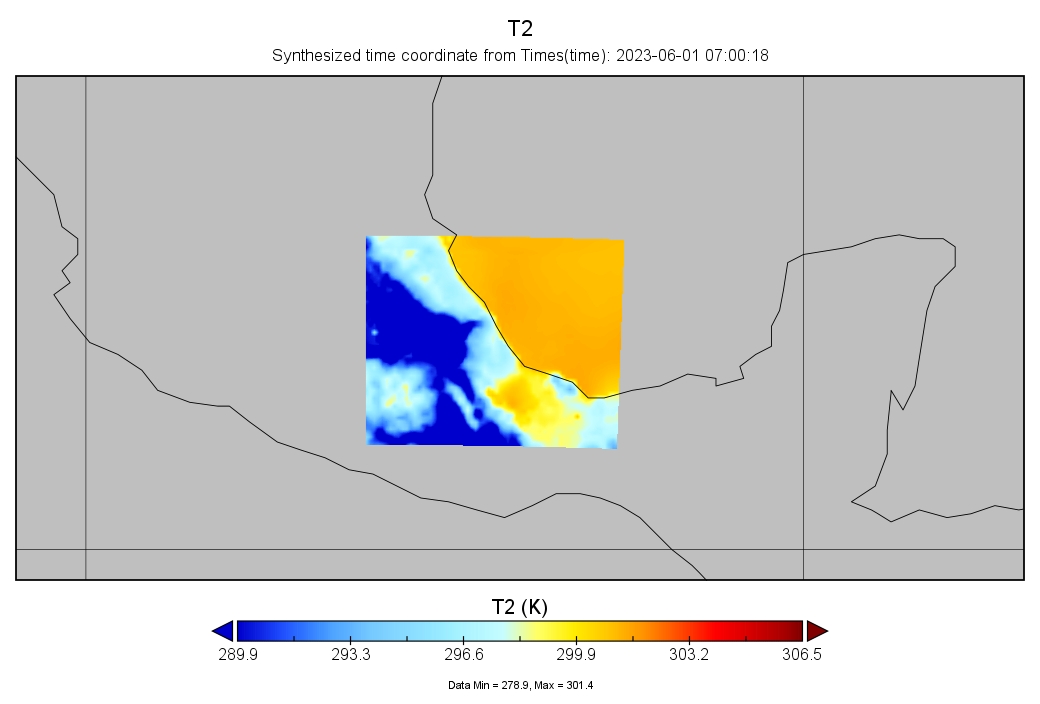 T2
Synthesized time coordinate from Times(time): 2023-06-01 07:00:18
T2 (K)
289.9 293.3 296.6 299.9 303.2 306.5
Data Min = 278.9, Max = 301.4